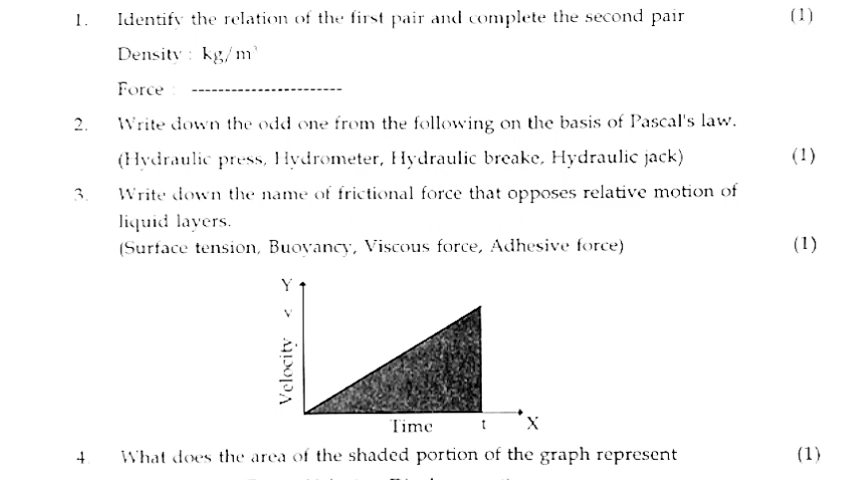 1. Identify the relation of the first pair and complete the second pair (1)
Density : kg/m³
Force : -----------------------
2. Write down the odd one from the following on the basis of Pascal's law.
(Hydraulic press, Hydrometer, Hydraulic breake, Hydraulic jack) (1)
3. Write down the name of frictional force that opposes relative motion of
liquid layers.
(Surface tension, Buoyancy, Viscous force, Adhesive force) (1)
Y
v
Velocity
Time t X
4. What does the area of the shaded portion of the graph represent (1)